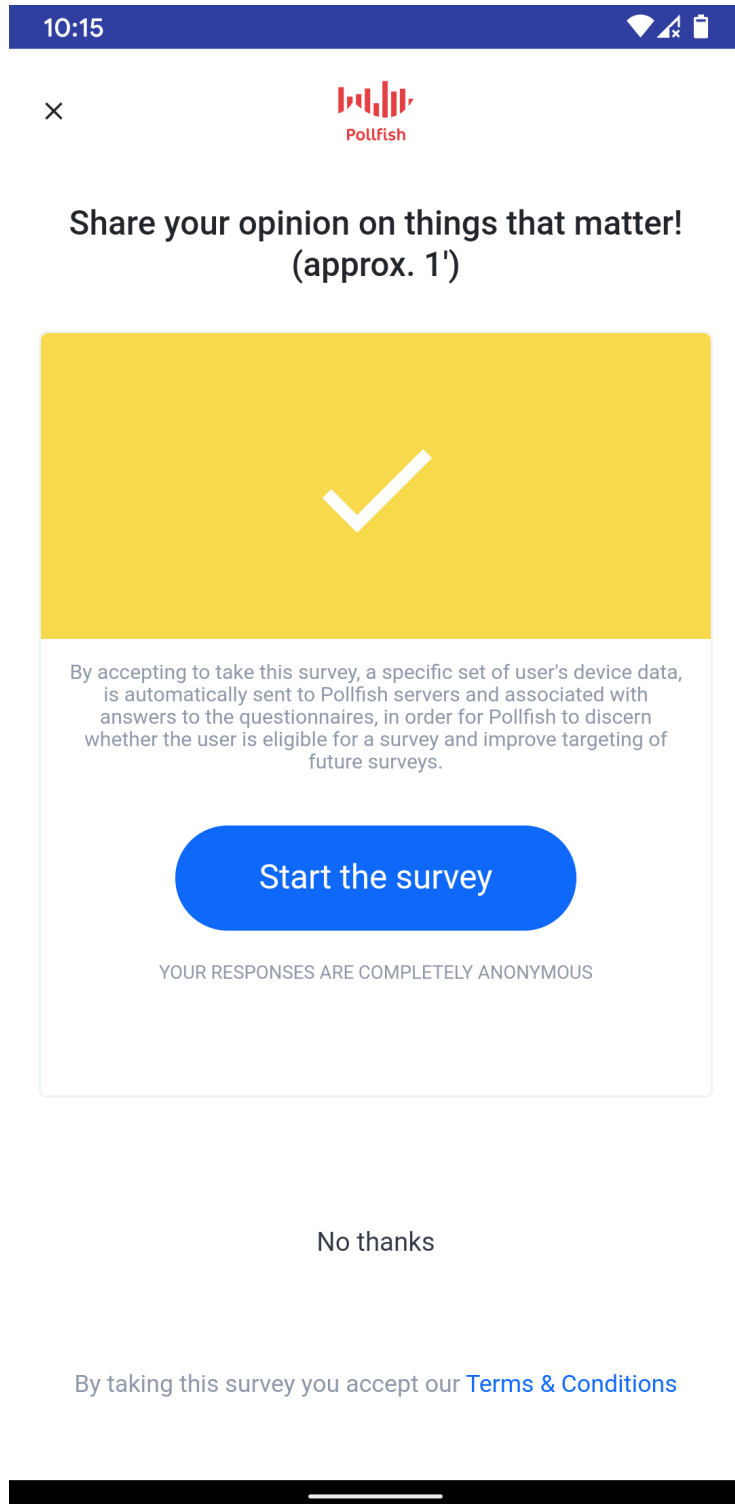 10:15
Pollfish
Share your opinion on things that matter!
(approx. 1')
By accepting to take this survey, a specific set of user's device data,
is automatically sent to Pollfish servers and associated with
answers to the questionnaires, in order for Pollfish to discern
whether the user is eligible for a survey and improve targeting of
future surveys.
Start the survey
YOUR RESPONSES ARE COMPLETELY ANONYMOUS
No thanks
By taking this survey you accept our Terms & Conditions